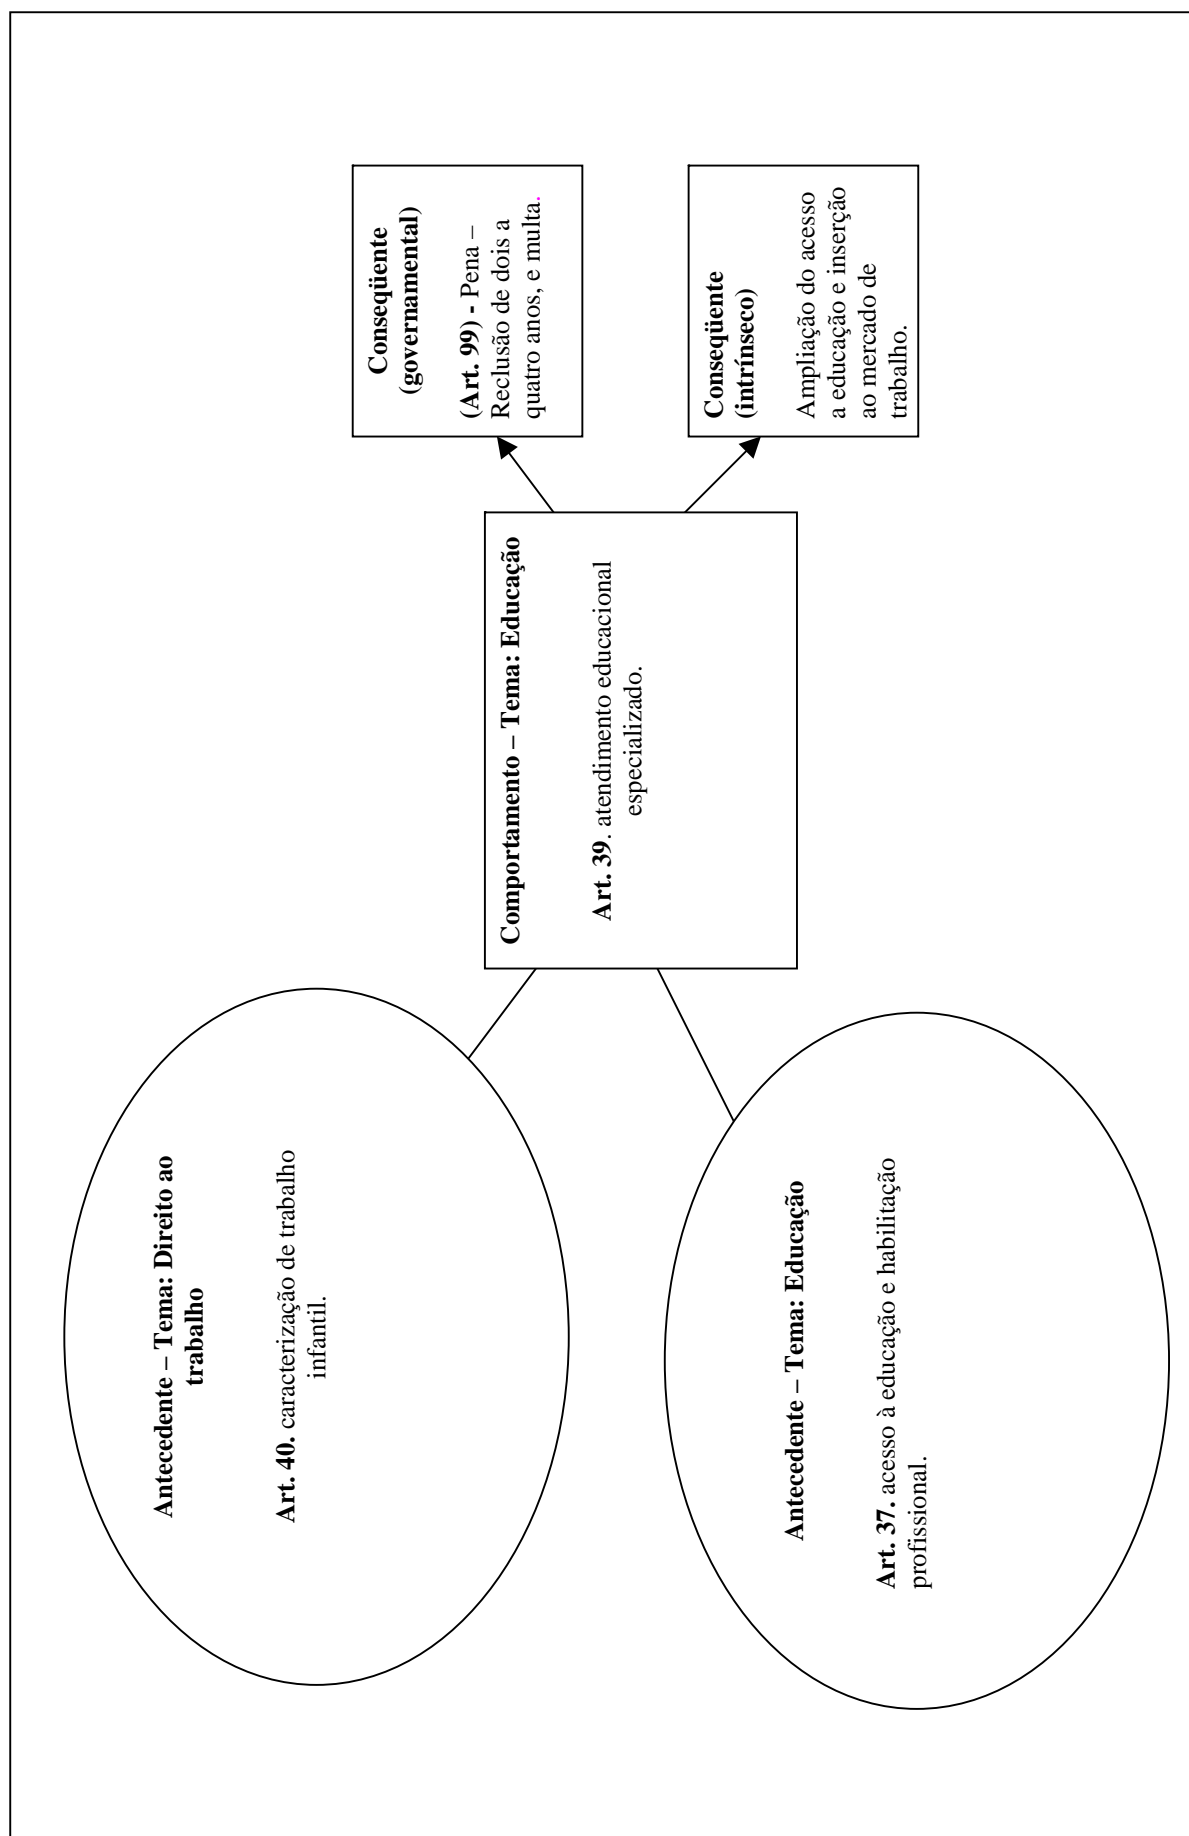 Antecedente – Tema: Direito ao
trabalho
Art. 40. caracterização de trabalho
infantil.
Antecedente – Tema: Educação
Art. 37. acesso à educação e habilitação
profissional.
Comportamento – Tema: Educação
Art. 39. atendimento educacional
especializado.
Conseqüente
(governamental)
(Art. 99) - Pena –
Reclusão de dois a
quatro anos, e multa.
Conseqüente
(intrínseco)
Ampliação do acesso
a educação e inserção
ao mercado de
trabalho.